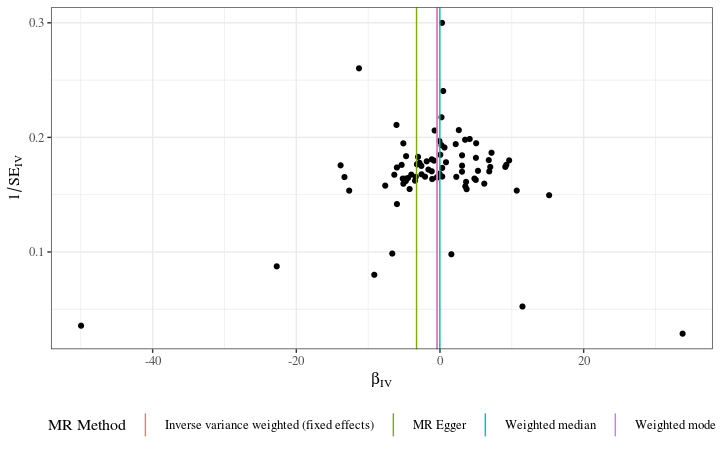 0.3
0.2
0.1
1/SE_IV
-40 -20 0 20
β_IV
MR Method Inverse variance weighted (fixed effects) MR Egger Weighted median Weighted mode